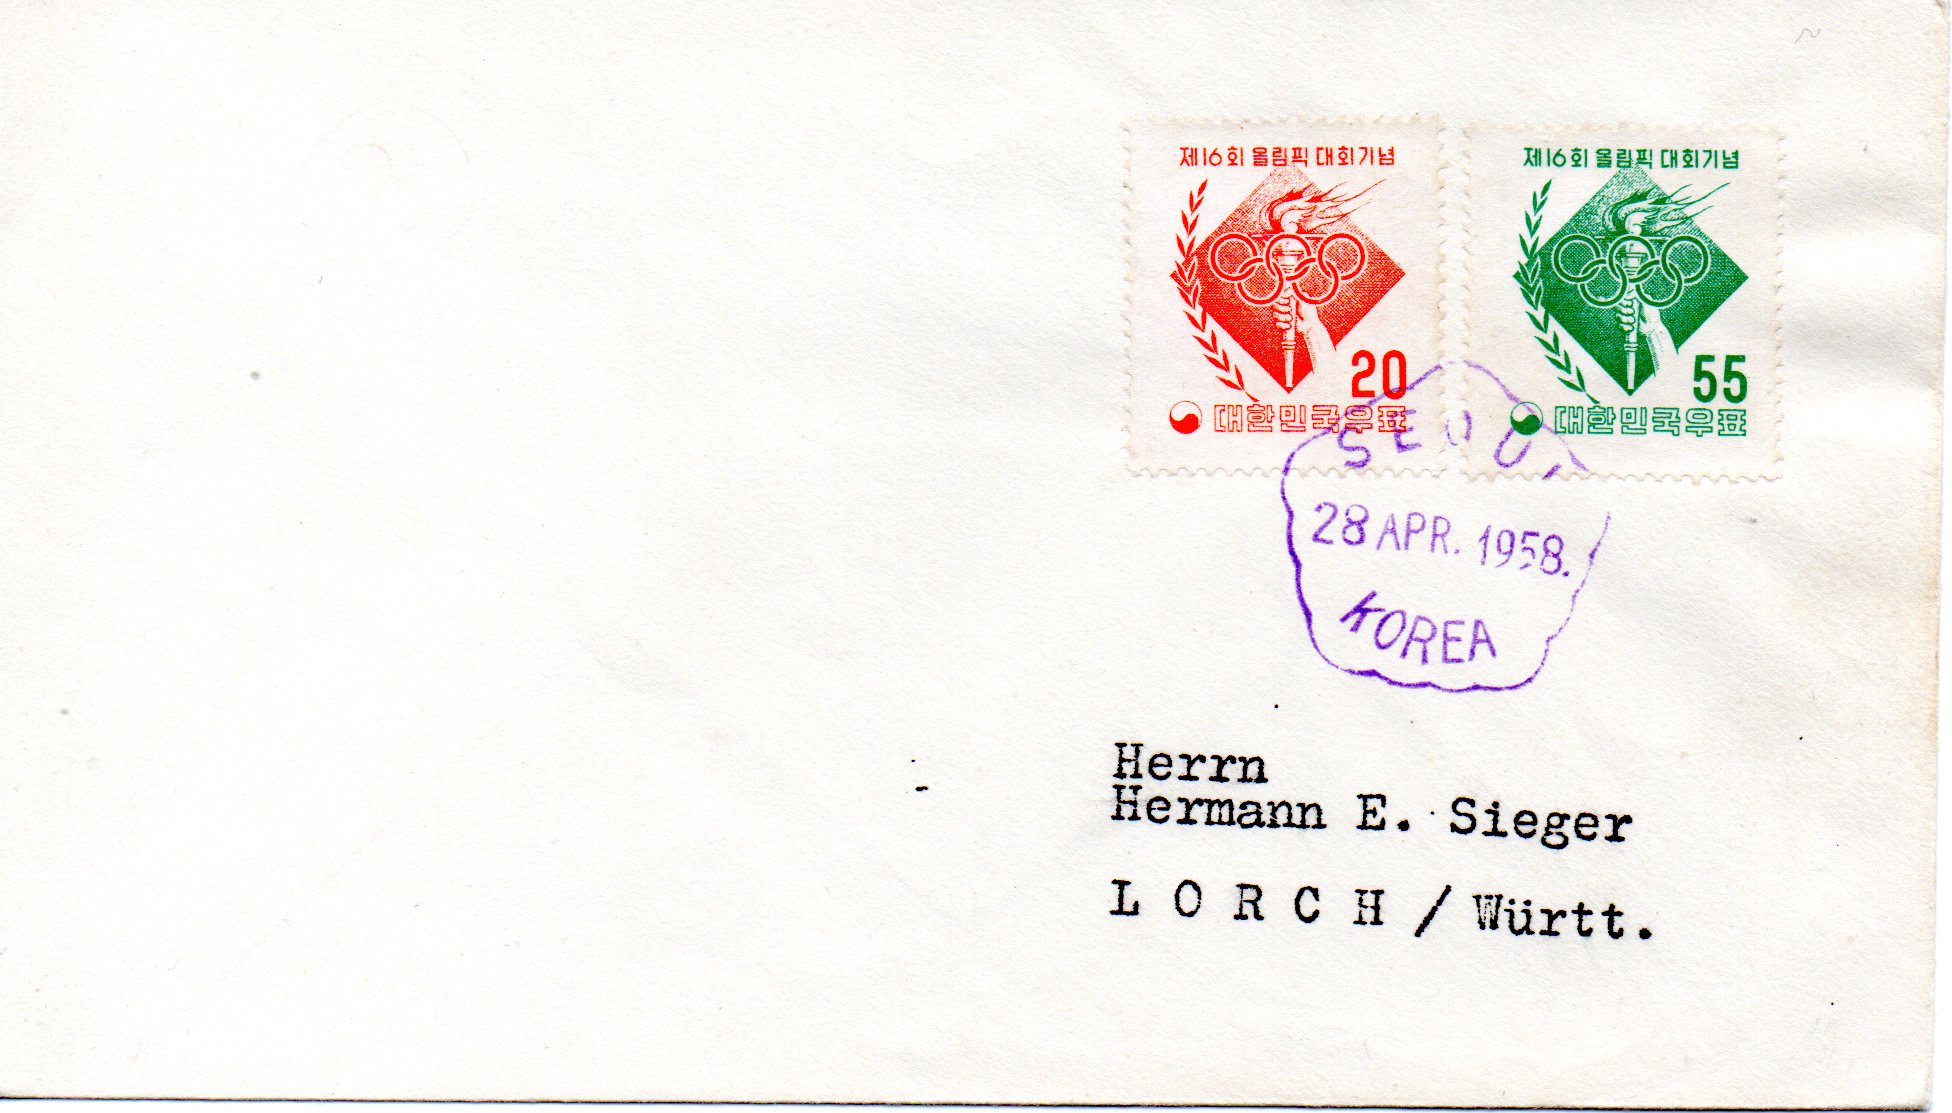 제16회 올림픽 대회기념
20
대한민국우표
제16회 올림픽 대회기념
55
대한민국우표
SEOUL
28 APR. 1958.
KOREA
Herrn
Hermann E. Sieger
LORCH / Württ.